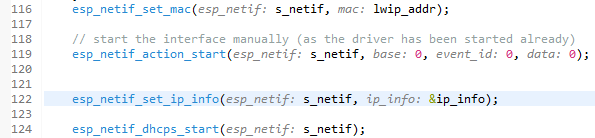 116 esp_netif_set_mac(esp_netif: s_netif, mac: lwip_addr);
117
118 // start the interface manually (as the driver has been started already)
119 esp_netif_action_start(esp_netif: s_netif, base: 0, event_id: 0, data: 0);
120
121
122 esp_netif_set_ip_info(esp_netif: s_netif, ip_info: &ip_info);
123
124 esp_netif_dhcps_start(esp_netif: s_netif);